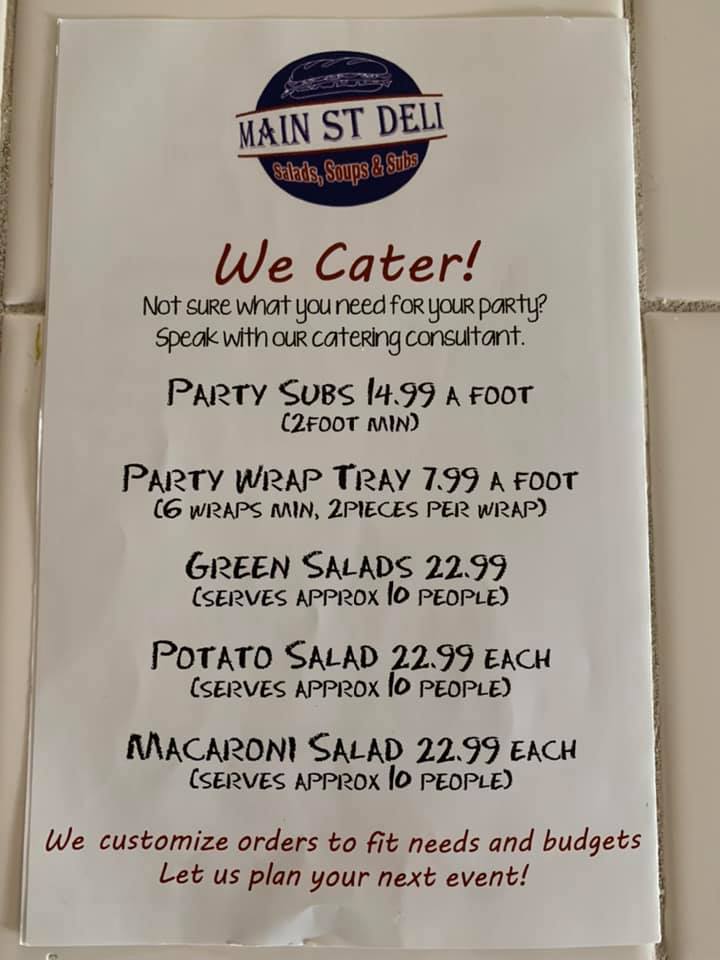 MAIN ST DELI
Salads, Soups & Subs
We Cater!
Not sure what you need for your party?
Speak with our catering consultant.
PARTY SUBS 14.99 A FOOT
(2FOOT MIN)
PARTY WRAP TRAY 7.99 A FOOT
(6 WRAPS MIN, 2PIECES PER WRAP)
GREEN SALADS 22.99
(SERVES APPROX 10 PEOPLE)
POTATO SALAD 22.99 EACH
(SERVES APPROX 10 PEOPLE)
MACARONI SALAD 22.99 EACH
(SERVES APPROX 10 PEOPLE)
We customize orders to fit needs and budgets
Let us plan your next event!